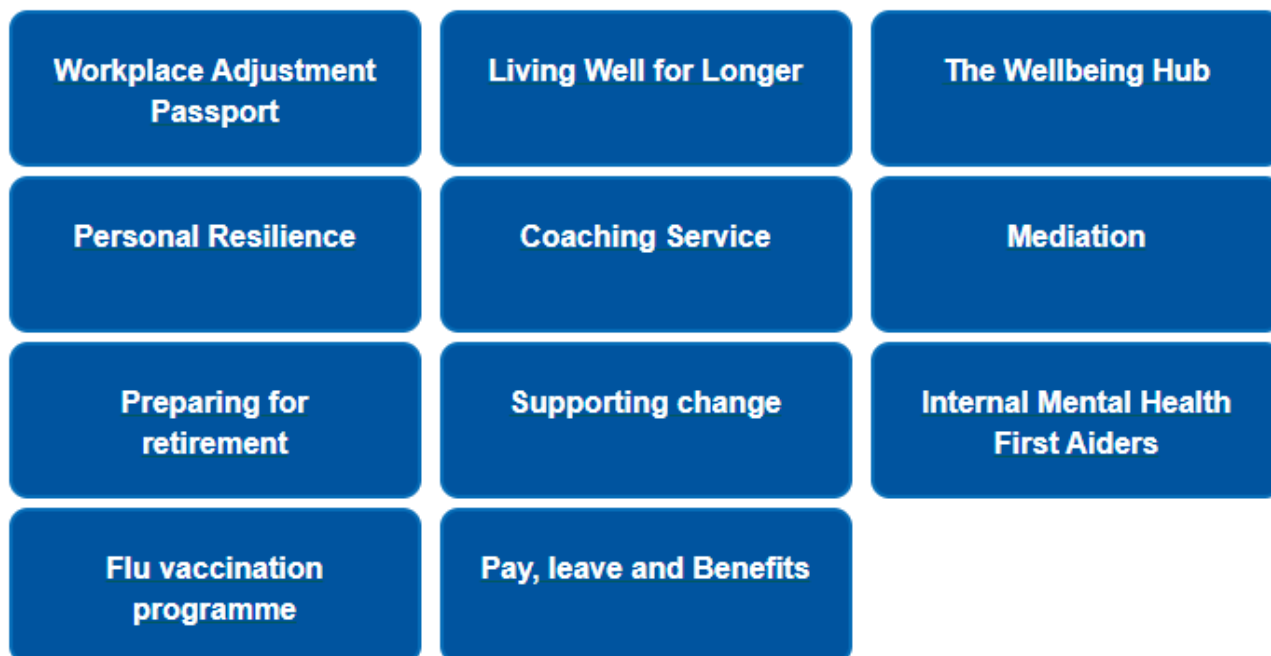 Workplace Adjustment
Passport
Living Well for Longer
The Wellbeing Hub
Personal Resilience
Coaching Service
Mediation
Preparing for
retirement
Supporting change
Internal Mental Health
First Aiders
Flu vaccination
programme
Pay, leave and Benefits